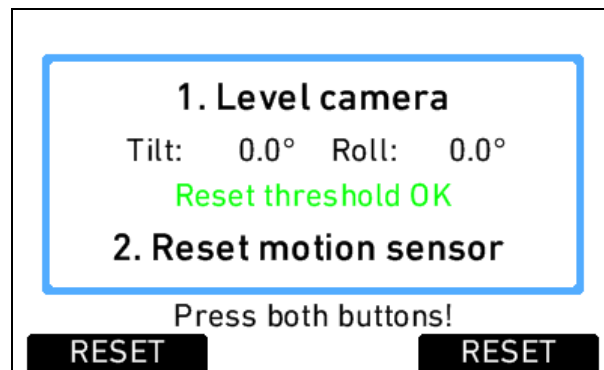 1. Level camera
Tilt: 0.0° Roll: 0.0°
Reset threshold OK
2. Reset motion sensor
Press both buttons!
RESET RESET